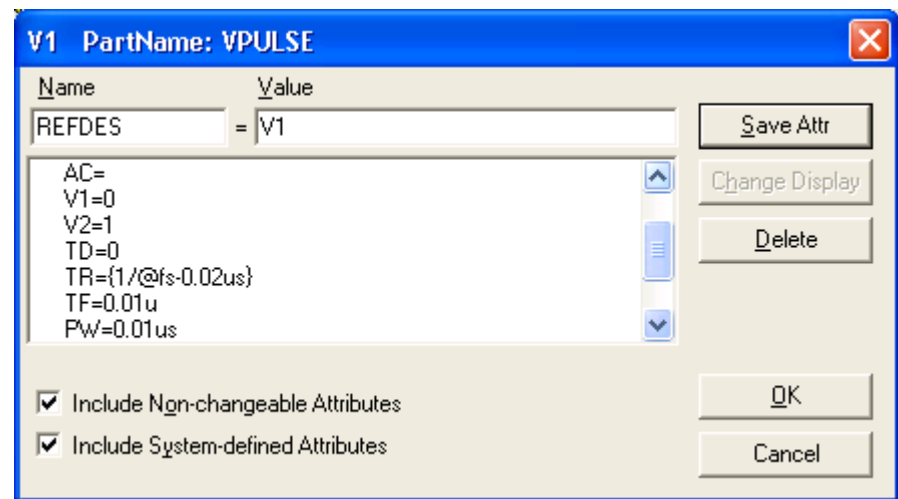 V1 PartName: VPULSE
Name Value
REFDES = V1
Save Attr
AC=
V1=0
V2=1
TD=0
TR={1/@fs-0.02us}
TF=0.01u
PW=0.01us
Change Display
Delete
Include Non-changeable Attributes
Include System-defined Attributes
OK
Cancel